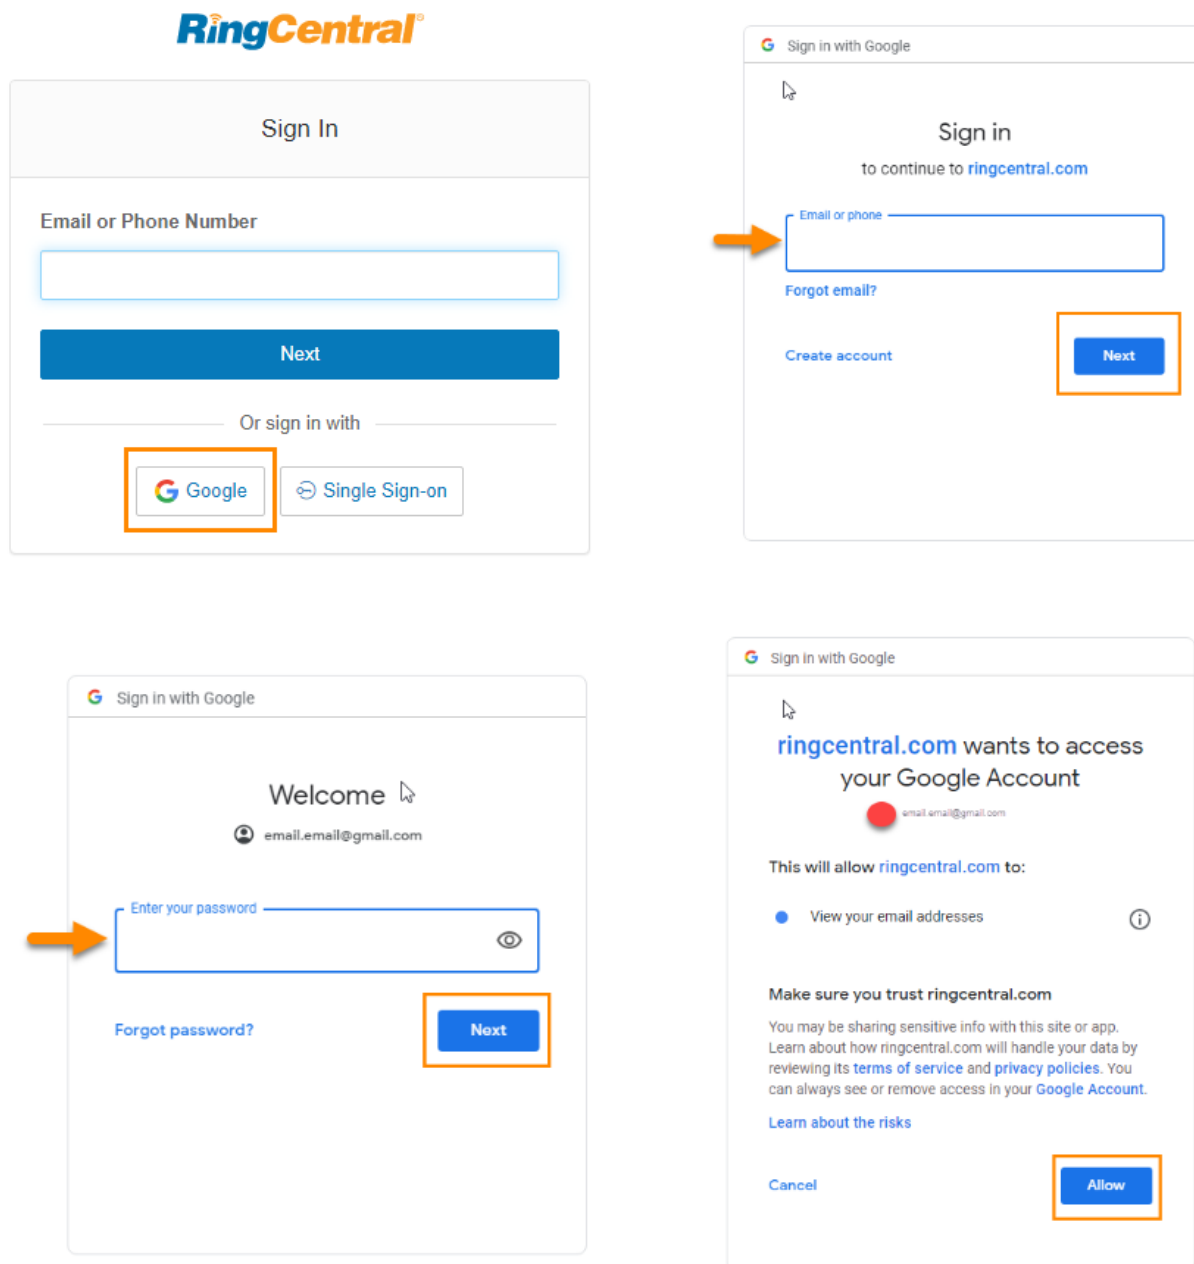 RingCentral®
Sign In
Email or Phone Number
Next
Or sign in with
Google
Single Sign-on
Sign in with Google
Sign in
to continue to ringcentral.com
Email or phone
Forgot email?
Create account
Next
Sign in with Google
Welcome
email.email@gmail.com
Enter your password
Forgot password?
Next
Sign in with Google
ringcentral.com wants to access
your Google Account
email.email@gmail.com
This will allow ringcentral.com to:
View your email addresses
Make sure you trust ringcentral.com
You may be sharing sensitive info with this site or app.
Learn about how ringcentral.com will handle your data by
reviewing its terms of service and privacy policies. You
can always see or remove access in your Google Account.
Learn about the risks
Cancel
Allow